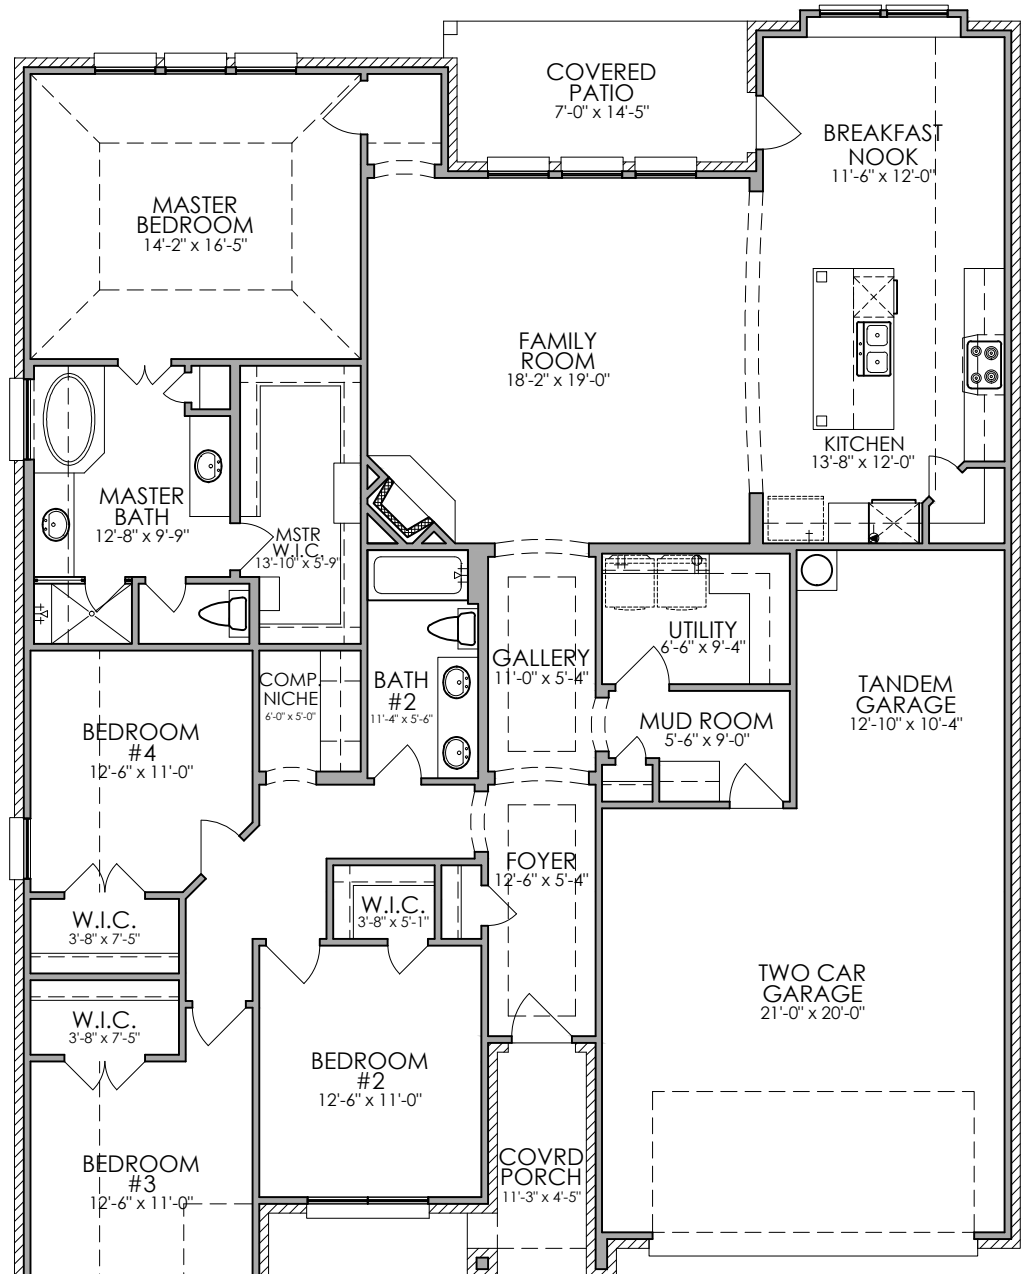 COVERED
PATIO
7'-0" x 14'-5"
BREAKFAST
NOOK
11'-6" x 12'-0"
MASTER
BEDROOM
14'-2" x 16'-5"
FAMILY
ROOM
18'-2" x 19'-0"
KITCHEN
13'-8" x 12'-0"
MASTER
BATH
12'-8" x 9'-9"
MSTR
W.I.C.
13'-10" x 5'-9"
UTILITY
6'-6" x 9'-4"
GALLERY
11'-0" x 5'-4"
COMP.
NICHE
6'-0" x 5'-0"
BATH
#2
11'-4" x 5'-6"
TANDEM
GARAGE
12'-10" x 10'-4"
BEDROOM
#4
12'-6" x 11'-0"
MUD ROOM
5'-6" x 9'-0"
FOYER
12'-6" x 5'-4"
W.I.C.
3'-8" x 7'-5"
W.I.C.
3'-8" x 5'-1"
TWO CAR
GARAGE
21'-0" x 20'-0"
W.I.C.
3'-8" x 7'-5"
BEDROOM
#2
12'-6" x 11'-0"
BEDROOM
#3
12'-6" x 11'-0"
COVRD
PORCH
11'-3" x 4'-5"